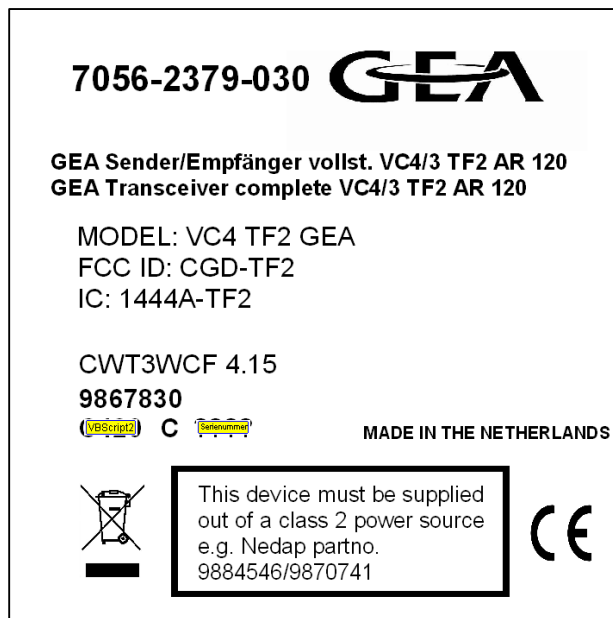 7056-2379-030 GEA
GEA Sender/Empfänger vollst. VC4/3 TF2 AR 120
GEA Transceiver complete VC4/3 TF2 AR 120
MODEL: VC4 TF2 GEA
FCC ID: CGD-TF2
IC: 1444A-TF2
CWT3WCF 4.15
9867830
VBScript2 C Serienummer
MADE IN THE NETHERLANDS
This device must be supplied
out of a class 2 power source
e.g. Nedap partno.
9884546/9870741
CE